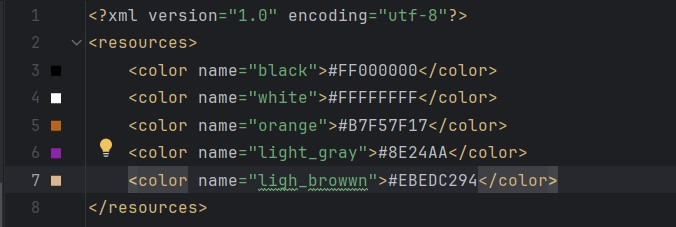 1 <?xml version="1.0" encoding="utf-8"?>
2 <resources>
3 <color name="black">#FF000000</color>
4 <color name="white">#FFFFFFFF</color>
5 <color name="orange">#B7F57F17</color>
6 <color name="light_gray">#8E24AA</color>
7 <color name="ligh_browwn">#EBEDC294</color>
8 </resources>